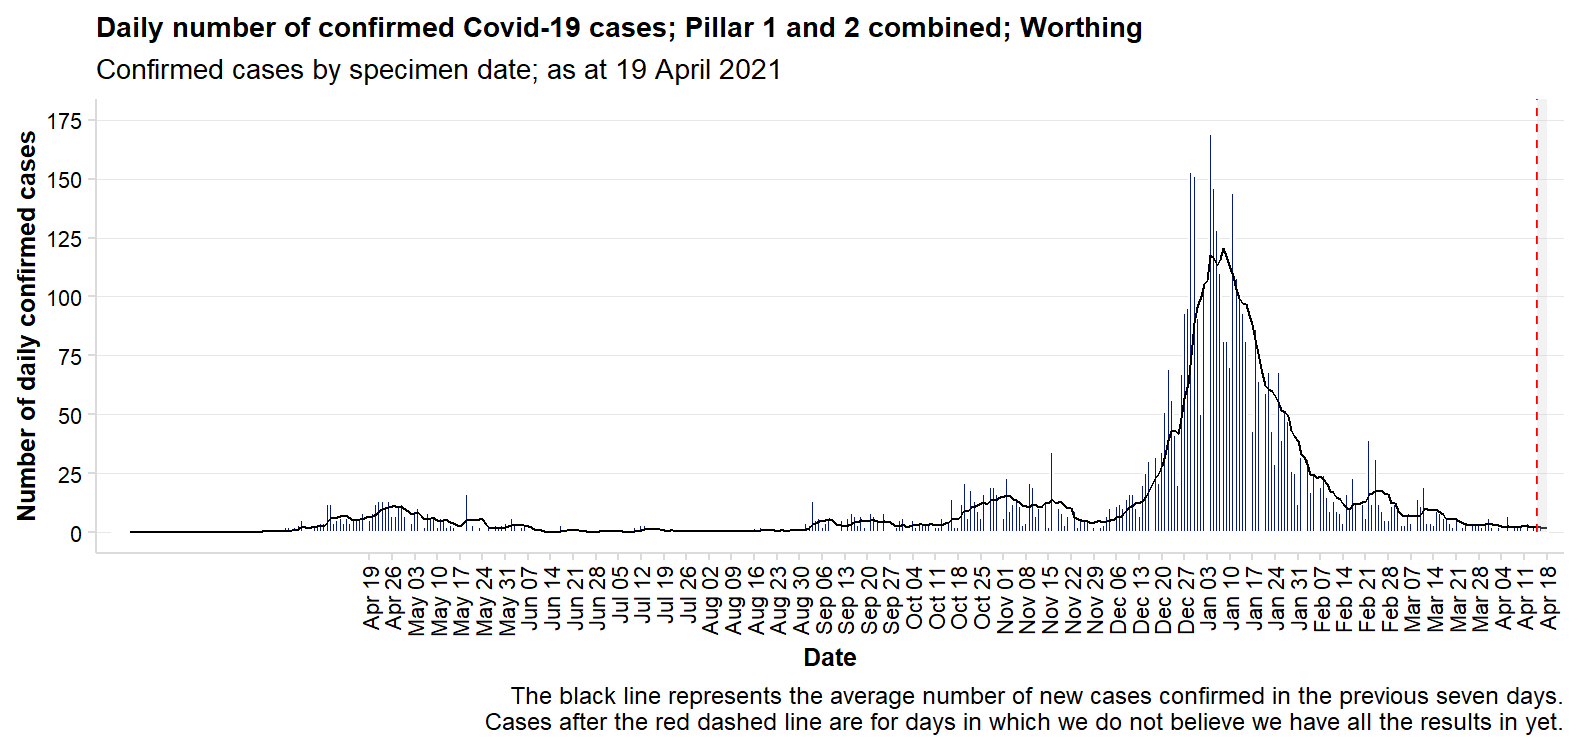 Daily number of confirmed Covid-19 cases; Pillar 1 and 2 combined; Worthing
Confirmed cases by specimen date; as at 19 April 2021
Number of daily confirmed cases
175
150
125
100
75
50
25
0
Apr 19
Apr 26
May 03
May 10
May 17
May 24
May 31
Jun 07
Jun 14
Jun 21
Jun 28
Jul 05
Jul 12
Jul 19
Jul 26
Aug 02
Aug 09
Aug 16
Aug 23
Aug 30
Sep 06
Sep 13
Sep 20
Sep 27
Oct 04
Oct 11
Oct 18
Oct 25
Nov 01
Nov 08
Nov 15
Nov 22
Nov 29
Dec 06
Dec 13
Dec 20
Dec 27
Jan 03
Jan 10
Jan 17
Jan 24
Jan 31
Feb 07
Feb 14
Feb 21
Feb 28
Mar 07
Mar 14
Mar 21
Mar 28
Apr 04
Apr 11
Apr 18
Date
The black line represents the average number of new cases confirmed in the previous seven days.
Cases after the red dashed line are for days in which we do not believe we have all the results in yet.